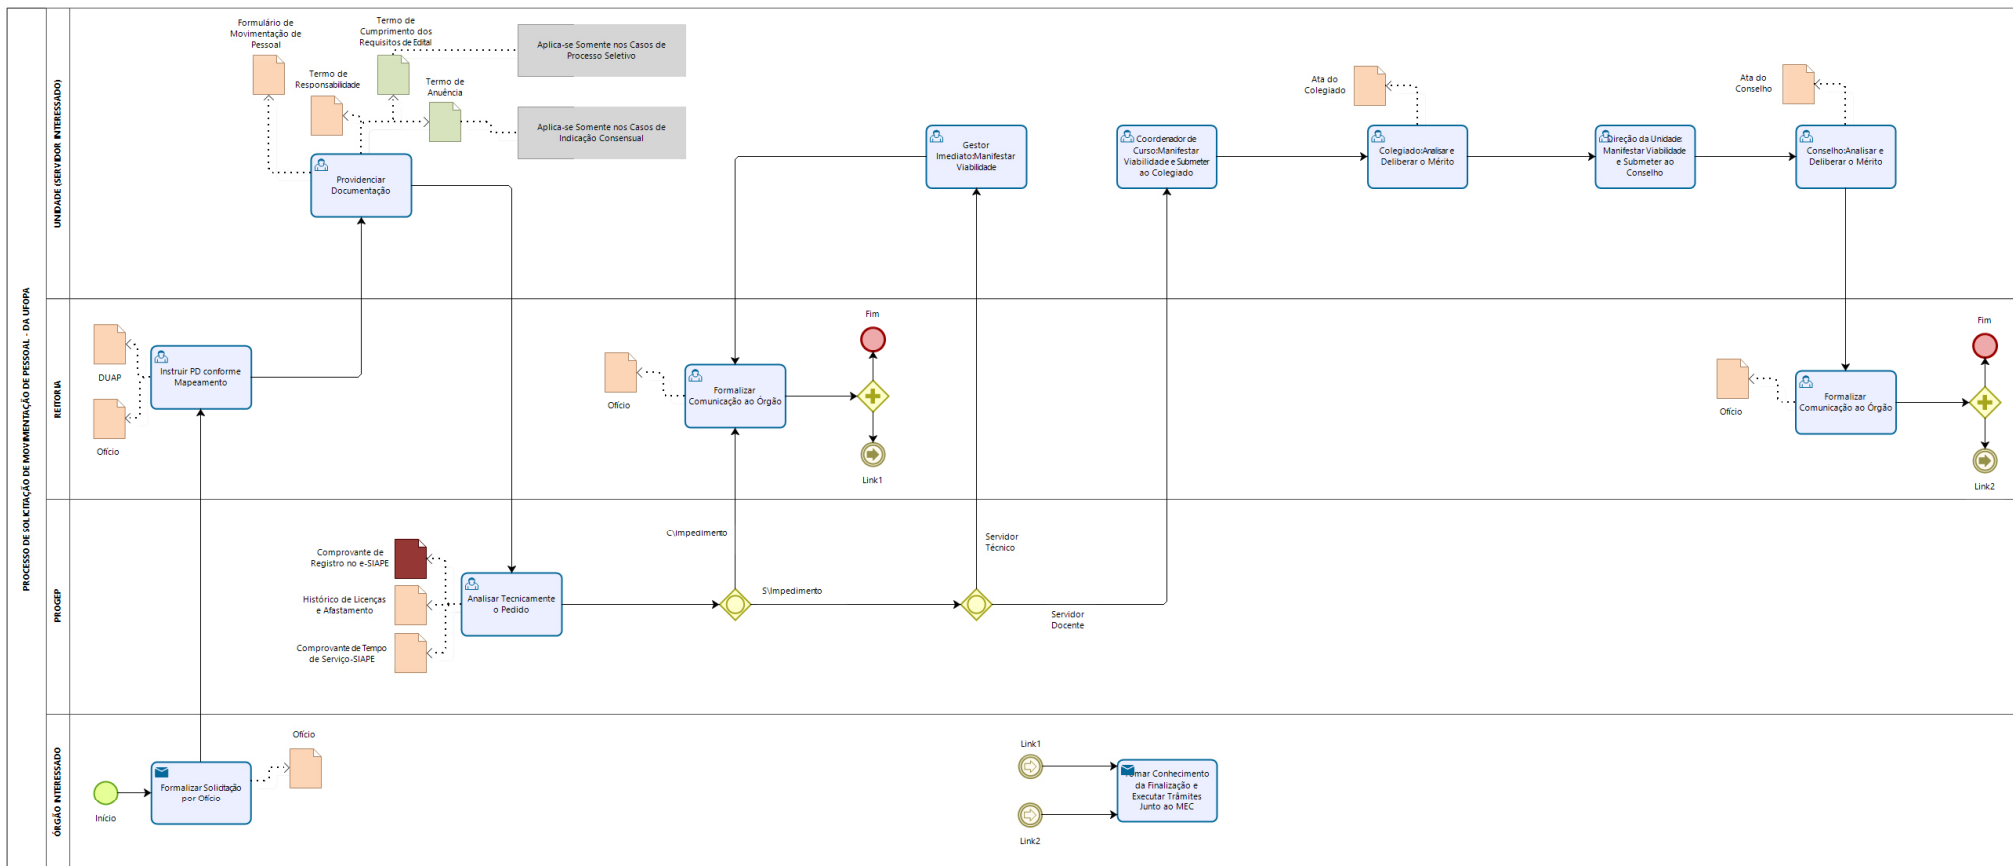 PROCESSO DE SOLICITAÇÃO DE MOVIMENTAÇÃO DE PESSOAL - DA UFOPA
UNIDADE (SERVIDOR INTERESSADO)
Formulário de
Movimentação de
Pessoal
Termo de
Cumprimento dos
Requisitos de Edital
Aplica-se Somente nos Casos de
Processo Seletivo
Termo de
Responsabilidade
Termo de
Anuência
Aplica-se Somente nos Casos de
Indicação Consensual
Providenciar
Documentação
Gestor
Imediato:Manifestar
Viabilidade
Coordenador de
Curso:Manifestar
Viabilidade e Submeter
ao Colegiado
Ata do
Colegiado
Colegiado:Analisar e
Deliberar o Mérito
Direção da Unidade:
Manifestar Viabilidade
e Submeter ao
Conselho
Ata do
Conselho
Conselho:Analisar e
Deliberar o Mérito
REITORIA
DUAP
Ofício
Instruir PD conforme
Mapeamento
Ofício
Formalizar
Comunicação ao Órgão
Fim
Link1
Ofício
Formalizar
Comunicação ao Órgão
Fim
Link2
PROGEP
Comprovante de
Registro no e-SIAPE
Histórico de Licenças
e Afastamento
Comprovante de Tempo
de Serviço-SIAPE
Analisar Tecnicamente
o Pedido
C\Impedimento
S\Impedimento
Servidor
Técnico
Servidor
Docente
ÓRGÃO INTERESSADO
Início
Formalizar Solicitação
por Ofício
Ofício
Link1
Link2
Tomar Conhecimento
da Finalização e
Executar Trâmites
Junto ao MEC